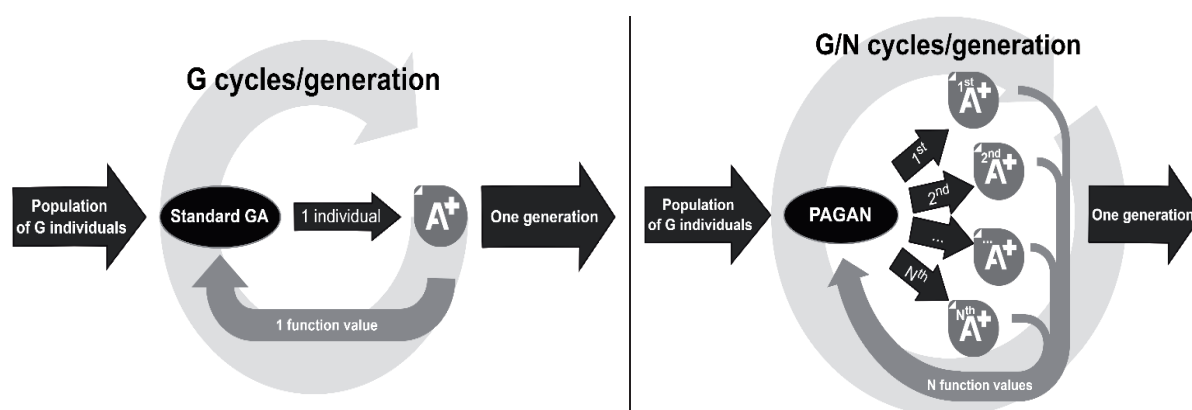 G cycles/generation
Population
of G individuals
Standard GA
1 individual
A+
One generation
1 function value
G/N cycles/generation
Population
of G individuals
PAGAN
1st
2nd
...
Nth
1st
A+
2nd
A+
...
A+
Nth
A+
One generation
N function values